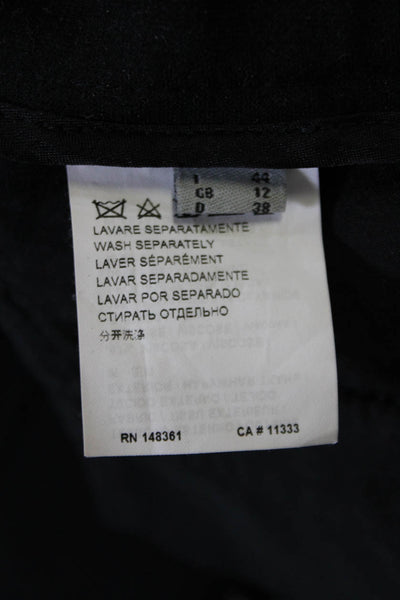 I 44
GB 12
D 38
LAVARE SEPARATAMENTE
WASH SEPARATELY
LAVER SÉPARÉMENT
LAVAR SEPARADAMENTE
LAVAR POR SEPARADO
СТИРАТЬ ОТДЕЛЬНО
分开洗涤
RN 148361 CA # 11333